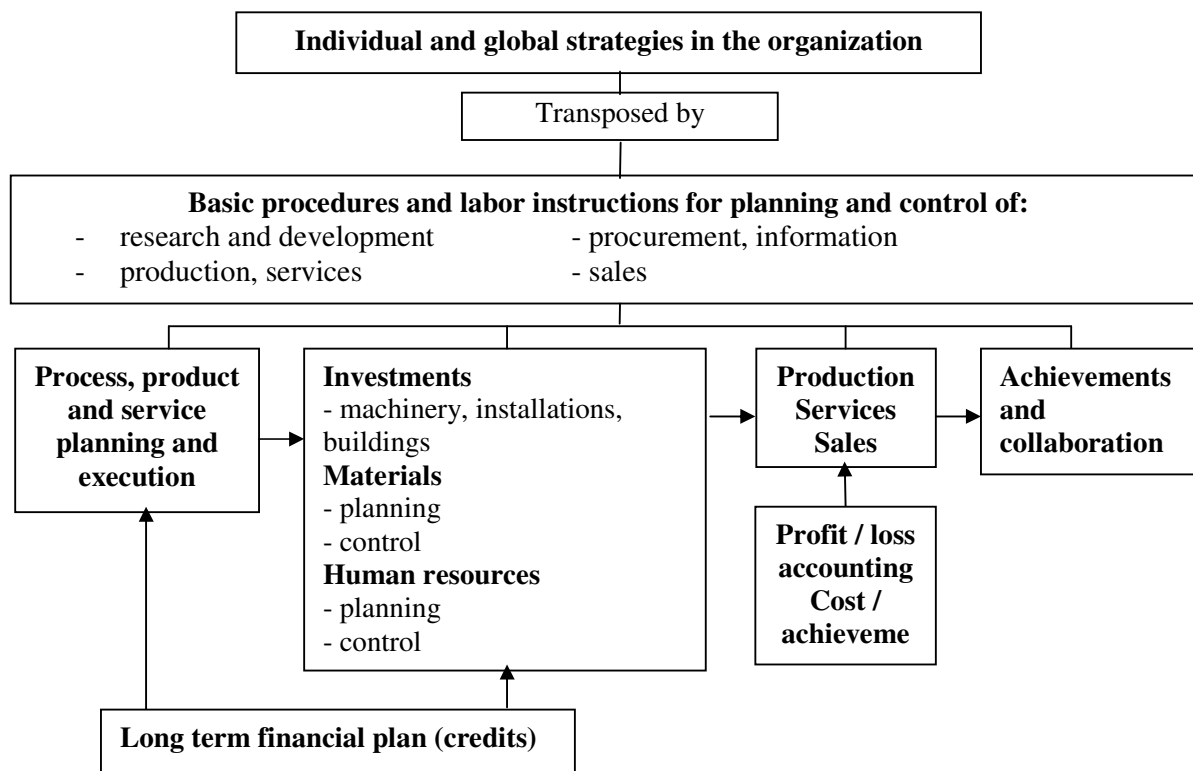 Individual and global strategies in the organization
Transposed by
Basic procedures and labor instructions for planning and control of:
- research and development - procurement, information
- production, services - sales
Process, product
and service
planning and
execution
Investments
- machinery, installations,
buildings
Materials
- planning
- control
Human resources
- planning
- control
Production
Services
Sales
Achievements
and
collaboration
Profit / loss
accounting
Cost /
achieveme
Long term financial plan (credits)